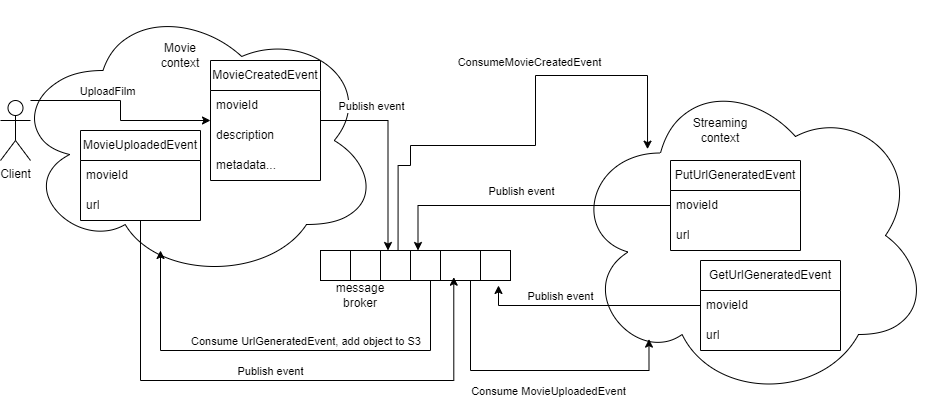 Movie
context
MovieCreatedEvent
movieId
description
metadata...
UploadFilm
Client
MovieUploadedEvent
movieId
url
Publish event
ConsumeMovieCreatedEvent
Streaming
context
PutUrlGeneratedEvent
movieId
url
Publish event
GetUrlGeneratedEvent
movieId
url
Publish event
message
broker
Consume UrlGeneratedEvent, add object to S3
Publish event
Consume MovieUploadedEvent